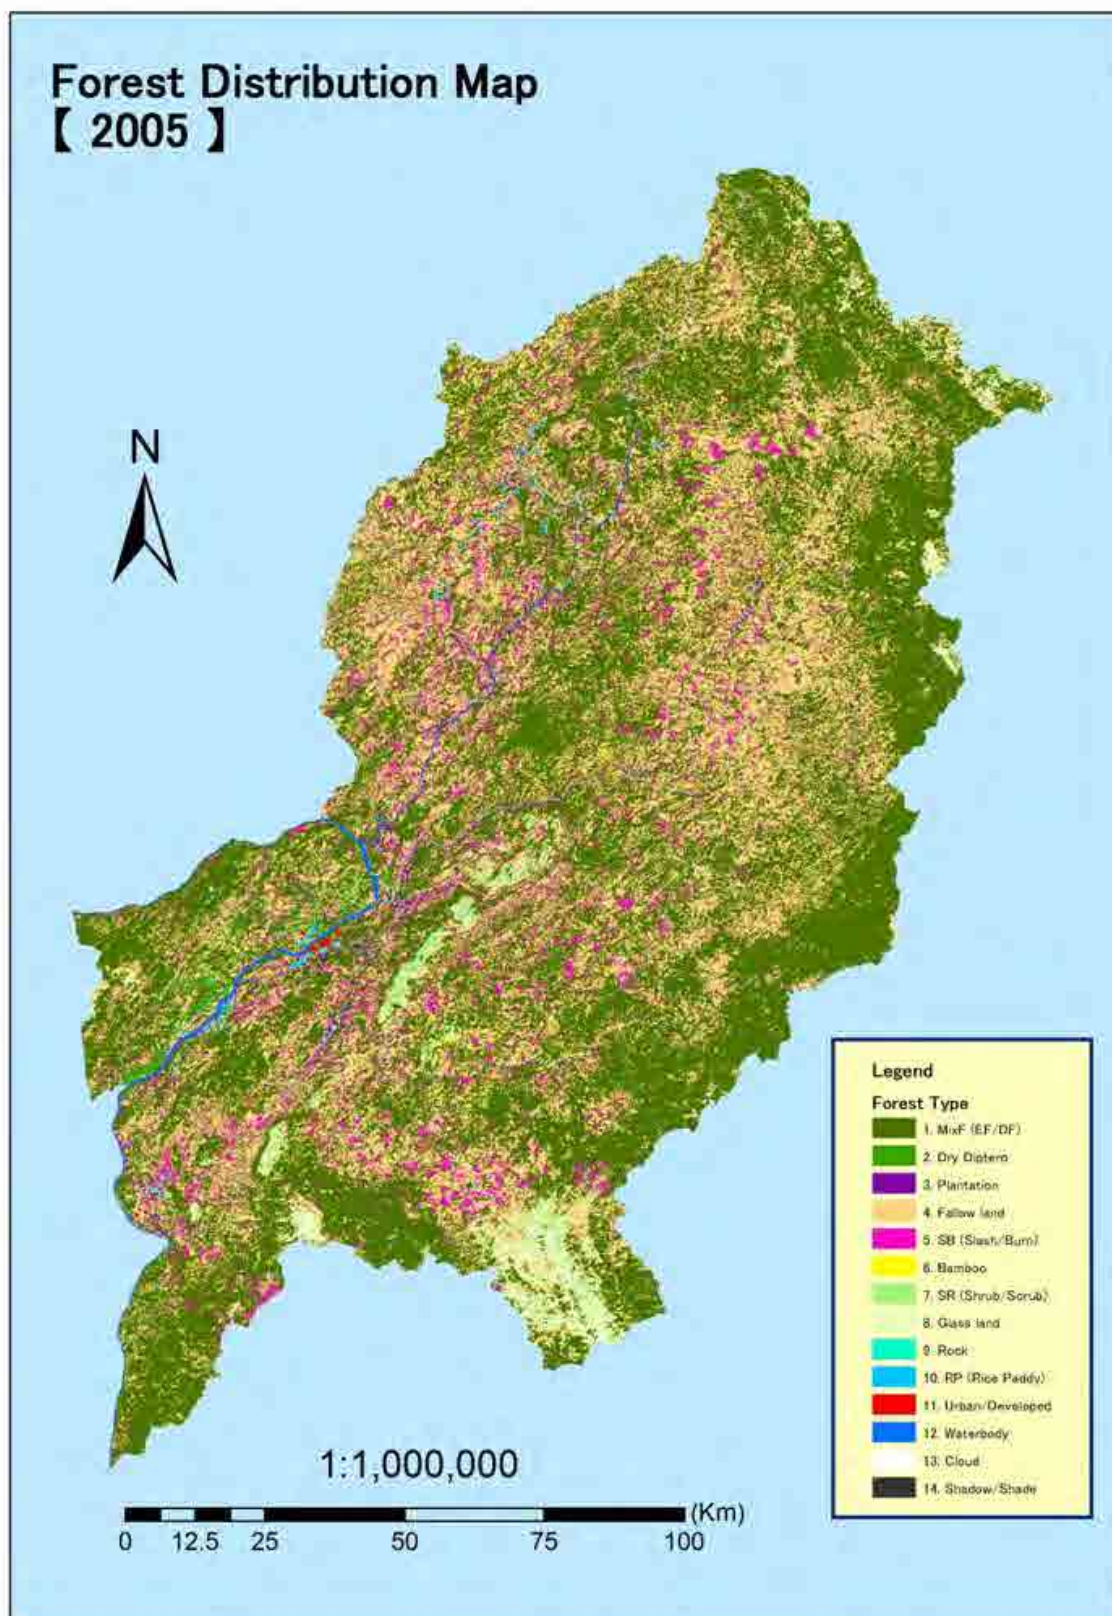 Forest Distribution Map
【 2005 】
N
Legend
Forest Type
1. MixF (EF/DF)
2. Dry Diptero
3. Plantation
4. Fallow land
5. SB (Slash/Burn)
6. Bamboo
7. SR (Shrub/Scrub)
8. Glass land
9. Rock
10. RP (Rice Paddy)
11. Urban/Developed
12. Waterbody
13. Cloud
14. Shadow/Shade
1:1,000,000
(Km)
0 12.5 25 50 75 100